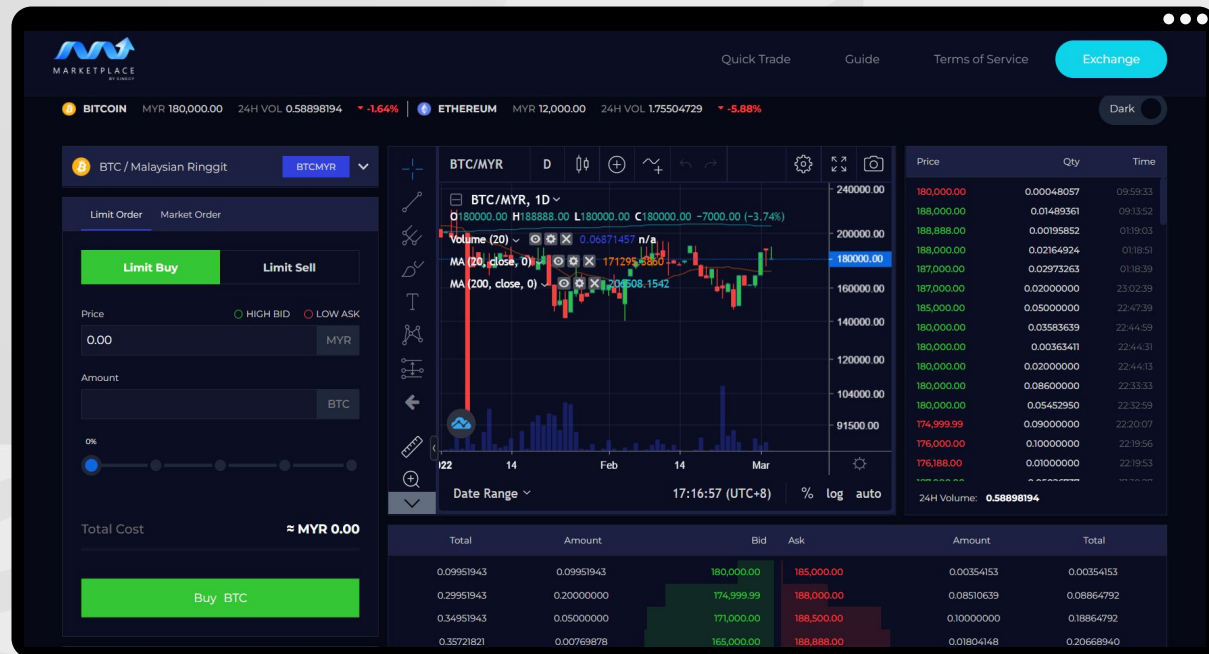 MARKETPLACE
BY SINEGY
Quick Trade
Guide
Terms of Service
Exchange
BITCOIN MYR 180,000.00 24H VOL 0.58898194 ▾ -1.64%
ETHEREUM MYR 12,000.00 24H VOL 1.75504729 ▾ -5.88%
Dark
BTC / Malaysian Ringgit BTCMYR
Limit Order Market Order
Limit Buy Limit Sell
Price HIGH BID LOW ASK
0.00 MYR
Amount
BTC
0%
Total Cost ≈ MYR 0.00
Buy BTC
BTC/MYR D
BTC/MYR, 1D
O180000.00 H188888.00 L180000.00 C180000.00 -7000.00 (-3.74%)
Volume (20) 0.06871457 n/a
MA (20, close, 0) 171295.3860
MA (200, close, 0) 206508.1542
240000.00
200000.00
180000.00
160000.00
140000.00
120000.00
104000.00
91500.00
022 14 Feb 14 Mar
Date Range 17:16:57 (UTC+8) % log auto
Price Qty Time
180,000.00 0.00048057 09:59:33
188,000.00 0.01489361 09:13:52
188,888.00 0.00195852 01:19:03
188,000.00 0.02164924 01:18:51
187,000.00 0.02973263 01:18:39
187,000.00 0.02000000 23:02:39
185,000.00 0.05000000 22:47:39
180,000.00 0.03583639 22:44:59
180,000.00 0.00363411 22:44:31
180,000.00 0.02000000 22:44:13
180,000.00 0.08600000 22:33:33
180,000.00 0.05452950 22:32:59
174,999.99 0.09000000 22:20:07
176,000.00 0.10000000 22:19:56
176,188.00 0.01000000 22:19:53
24H Volume: 0.58898194
Total Amount Bid Ask Amount Total
0.09951943 0.09951943 180,000.00 185,000.00 0.00354153 0.00354153
0.29951943 0.20000000 174,999.99 188,000.00 0.08510639 0.08864792
0.34951943 0.05000000 171,000.00 188,500.00 0.10000000 0.18864792
0.35721821 0.00769878 165,000.00 188,888.00 0.01804148 0.20668940